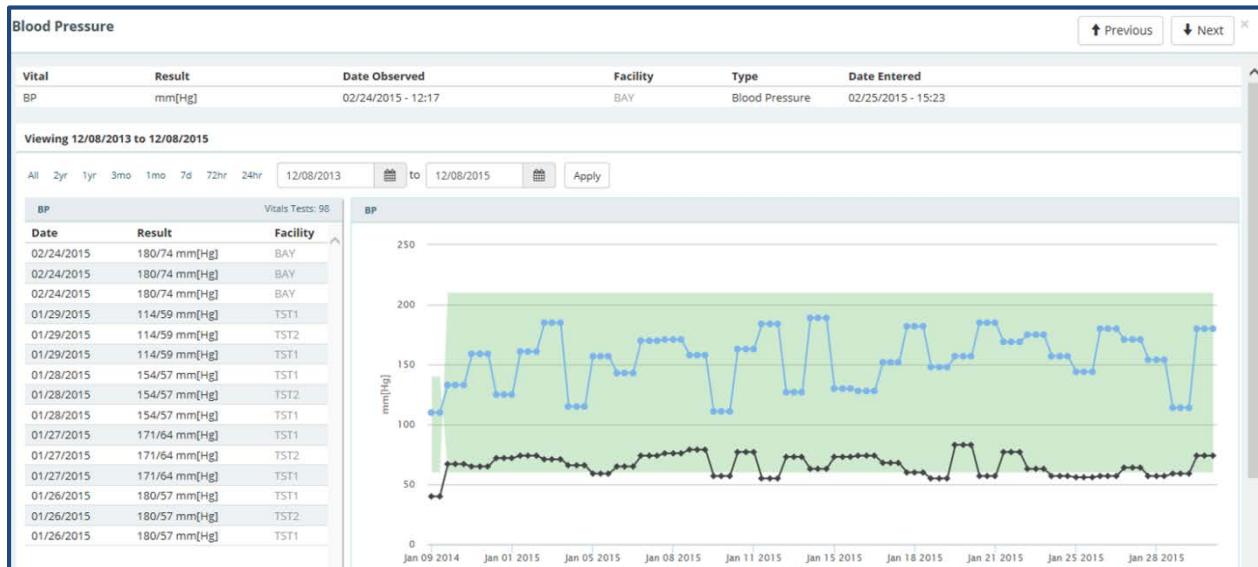 Blood Pressure
Previous Next ×
Vital Result Date Observed Facility Type Date Entered
BP mm[Hg] 02/24/2015 - 12:17 BAY Blood Pressure 02/25/2015 - 15:23
Viewing 12/08/2013 to 12/08/2015
All 2yr 1yr 3mo 1mo 7d 72hr 24hr 12/08/2013 to 12/08/2015 Apply
BP Vitals Tests: 98
Date Result Facility
02/24/2015 180/74 mm[Hg] BAY
02/24/2015 180/74 mm[Hg] BAY
02/24/2015 180/74 mm[Hg] BAY
01/29/2015 114/59 mm[Hg] TST1
01/29/2015 114/59 mm[Hg] TST2
01/29/2015 114/59 mm[Hg] TST1
01/28/2015 154/57 mm[Hg] TST1
01/28/2015 154/57 mm[Hg] TST2
01/28/2015 154/57 mm[Hg] TST1
01/27/2015 171/64 mm[Hg] TST1
01/27/2015 171/64 mm[Hg] TST2
01/27/2015 171/64 mm[Hg] TST1
01/26/2015 180/57 mm[Hg] TST1
01/26/2015 180/57 mm[Hg] TST2
01/26/2015 180/57 mm[Hg] TST1
BP
250
200
150
100
50
0
mm[Hg]
Jan 09 2014 Jan 01 2015 Jan 05 2015 Jan 08 2015 Jan 11 2015 Jan 15 2015 Jan 18 2015 Jan 21 2015 Jan 25 2015 Jan 28 2015